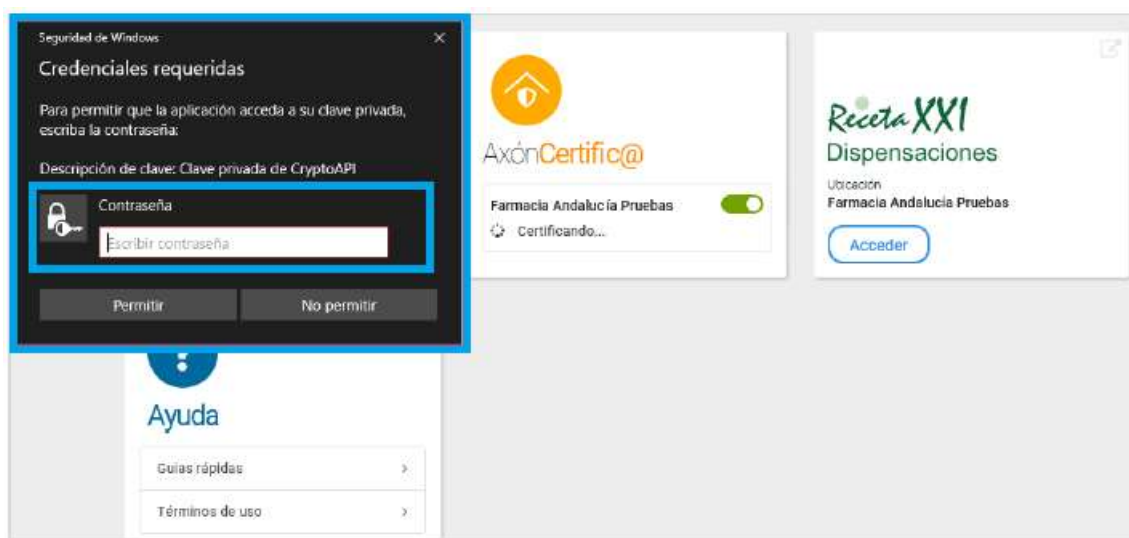 Seguridad de Windows
Credenciales requeridas
Para permitir que la aplicación acceda a su clave privada,
escriba la contraseña:
Descripción de clave: Clave privada de CryptoAPI
Contraseña
Escribir contraseña
Permitir
No permitir
AxónCertific@
Farmacia Andalucía Pruebas
Certificando...
Receta XXI
Dispensaciones
Ubicación
Farmacia Andalucia Pruebas
Acceder
?
Ayuda
Guías rápidas
Términos de uso